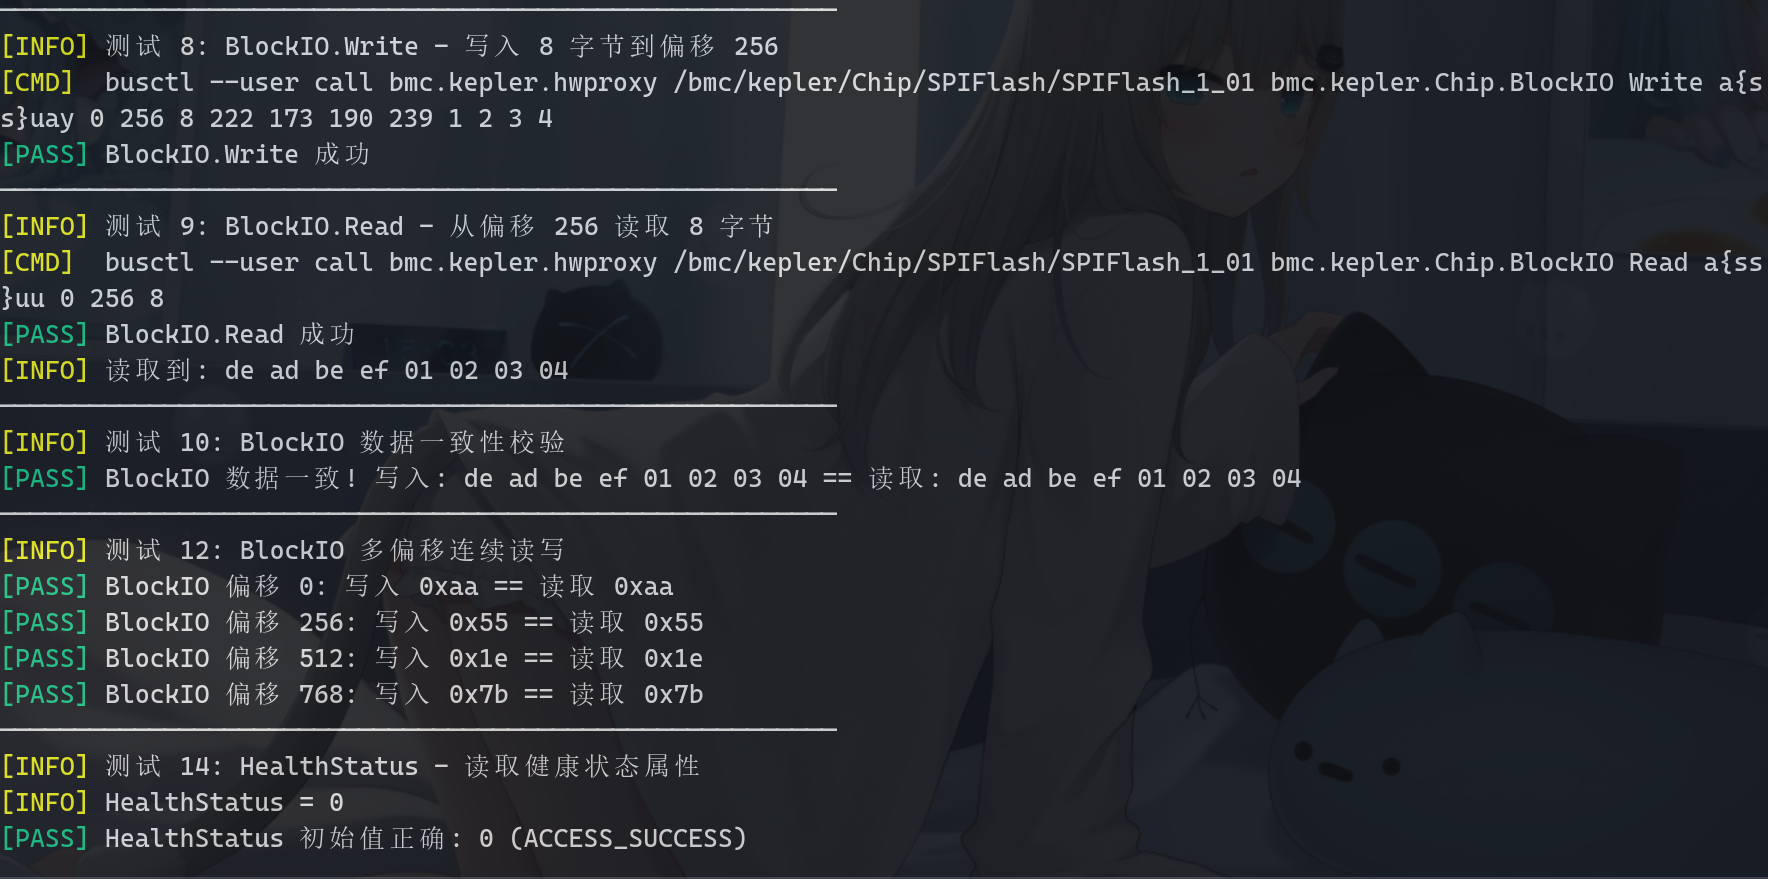 [INFO] 测试 8: BlockIO.Write - 写入 8 字节到偏移 256
[CMD]  busctl --user call bmc.kepler.hwproxy /bmc/kepler/Chip/SPIFlash/SPIFlash_1_01 bmc.kepler.Chip.BlockIO Write a{s
s}uay 0 256 8 222 173 190 239 1 2 3 4
[PASS] BlockIO.Write 成功
[INFO] 测试 9: BlockIO.Read - 从偏移 256 读取 8 字节
[CMD]  busctl --user call bmc.kepler.hwproxy /bmc/kepler/Chip/SPIFlash/SPIFlash_1_01 bmc.kepler.Chip.BlockIO Read a{ss
}uu 0 256 8
[PASS] BlockIO.Read 成功
[INFO] 读取到: de ad be ef 01 02 03 04
[INFO] 测试 10: BlockIO 数据一致性校验
[PASS] BlockIO 数据一致! 写入: de ad be ef 01 02 03 04 == 读取: de ad be ef 01 02 03 04
[INFO] 测试 12: BlockIO 多偏移连续读写
[PASS] BlockIO 偏移 0: 写入 0xaa == 读取 0xaa
[PASS] BlockIO 偏移 256: 写入 0x55 == 读取 0x55
[PASS] BlockIO 偏移 512: 写入 0x1e == 读取 0x1e
[PASS] BlockIO 偏移 768: 写入 0x7b == 读取 0x7b
[INFO] 测试 14: HealthStatus - 读取健康状态属性
[INFO] HealthStatus = 0
[PASS] HealthStatus 初始值正确: 0 (ACCESS_SUCCESS)